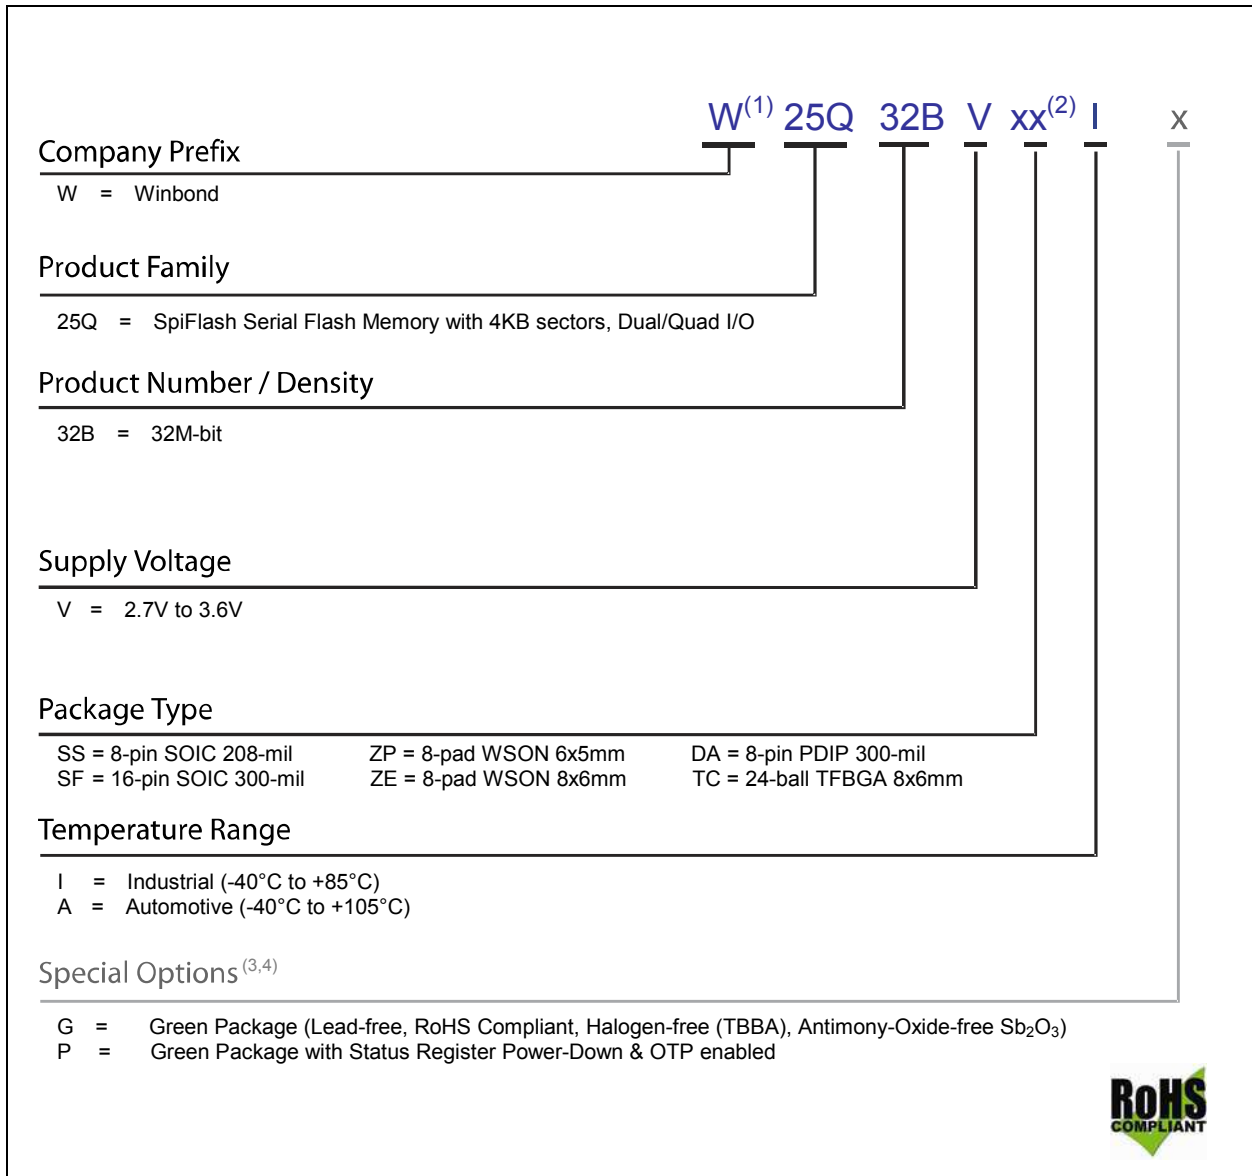 W(1) 25Q 32B V xx(2) I x
Company Prefix
W = Winbond
Product Family
25Q = SpiFlash Serial Flash Memory with 4KB sectors, Dual/Quad I/O
Product Number / Density
32B = 32M-bit
Supply Voltage
V = 2.7V to 3.6V
Package Type
SS = 8-pin SOIC 208-mil ZP = 8-pad WSON 6x5mm DA = 8-pin PDIP 300-mil
SF = 16-pin SOIC 300-mil ZE = 8-pad WSON 8x6mm TC = 24-ball TFBGA 8x6mm
Temperature Range
I = Industrial (-40°C to +85°C)
A = Automotive (-40°C to +105°C)
Special Options (3,4)
G = Green Package (Lead-free, RoHS Compliant, Halogen-free (TBBA), Antimony-Oxide-free Sb₂O₃)
P = Green Package with Status Register Power-Down & OTP enabled
RoHS
COMPLIANT